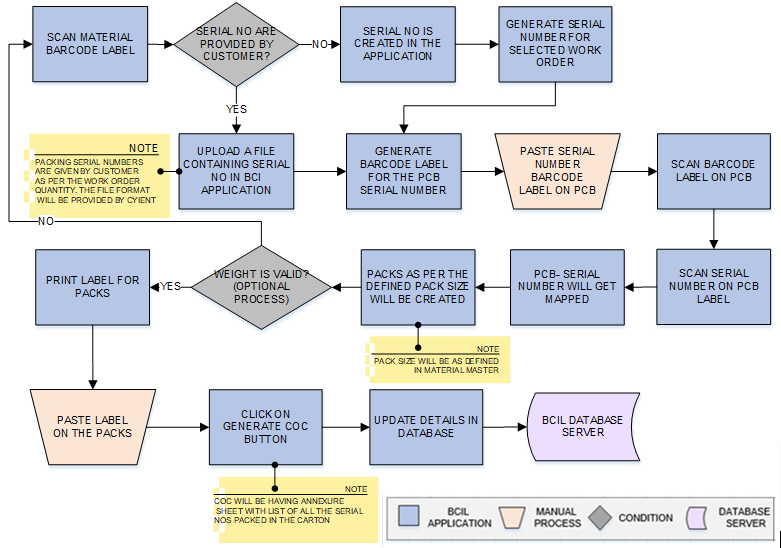 SCAN MATERIAL
BARCODE LABEL
SERIAL NO ARE
PROVIDED BY
CUSTOMER?
NO
SERIAL NO IS
CREATED IN THE
APPLICATION
GENERATE SERIAL
NUMBER FOR
SELECTED WORK
ORDER
YES
NOTE
PACKING SERIAL NUMBERS
ARE GIVEN BY CUSTOMER
AS PER THE WORK ORDER
QUANTITY. THE FILE FORMAT
WILL BE PROVIDED BY CYIENT
UPLOAD A FILE
CONTAINING SERIAL
NO IN BCI
APPLICATION
GENERATE
BARCODE LABEL
FOR THE PCB
SERIAL NUMBER
PASTE SERIAL
NUMBER
BARCODE
LABEL ON PCB
SCAN BARCODE
LABEL ON PCB
NO
SCAN SERIAL
NUMBER ON PCB
LABEL
PCB- SERIAL
NUMBER WILL GET
MAPPED
PACKS AS PER THE
DEFINED PACK SIZE
WILL BE CREATED
WEIGHT IS VALID?
(OPTIONAL
PROCESS)
YES
PRINT LABEL FOR
PACKS
NOTE
PACK SIZE WILL BE AS DEFINED
IN MATERIAL MASTER
PASTE LABEL
ON THE PACKS
CLICK ON
GENERATE COC
BUTTON
UPDATE DETAILS IN
DATABASE
BCIL DATABASE
SERVER
NOTE
COC WILL BE HAVING ANNEXURE
SHEET WITH LIST OF ALL THE SERIAL
NOS PACKED IN THE CARTON
BCIL
APPLICATION
MANUAL
PROCESS
CONDITION
DATABASE
SERVER